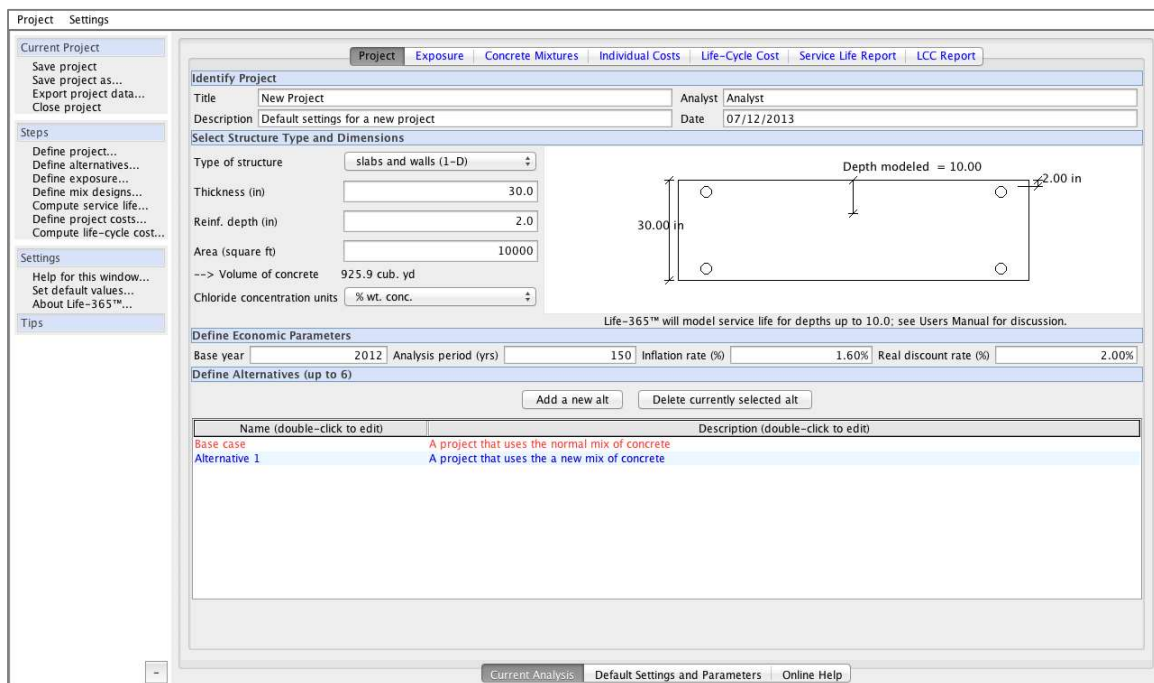 Project Settings
Current Project
Save project
Save project as...
Export project data...
Close project
Steps
Define project...
Define alternatives...
Define exposure...
Define mix designs...
Compute service life...
Define project costs...
Compute life-cycle cost...
Settings
Help for this window...
Set default values...
About Life-365™...
Tips
-
Project Exposure Concrete Mixtures Individual Costs Life-Cycle Cost Service Life Report LCC Report
Identify Project
Title New Project Analyst Analyst
Description Default settings for a new project Date 07/12/2013
Select Structure Type and Dimensions
Type of structure slabs and walls (1-D)
Thickness (in) 30.0
Reinf. depth (in) 2.0
Area (square ft) 10000
--> Volume of concrete 925.9 cub. yd
Chloride concentration units % wt. conc.
Depth modeled = 10.00
2.00 in
30.00 in
Life-365™ will model service life for depths up to 10.0; see Users Manual for discussion.
Define Economic Parameters
Base year 2012 Analysis period (yrs) 150 Inflation rate (%) 1.60% Real discount rate (%) 2.00%
Define Alternatives (up to 6)
Add a new alt Delete currently selected alt
Name (double-click to edit) Description (double-click to edit)
Base case A project that uses the normal mix of concrete
Alternative 1 A project that uses the a new mix of concrete
Current Analysis Default Settings and Parameters Online Help